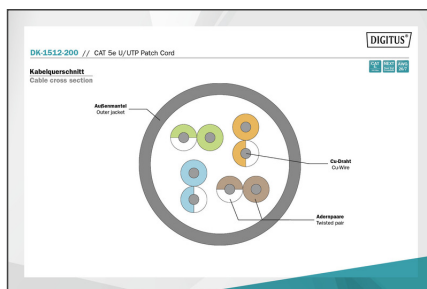 DIGITUS®
DK-1512-200 // CAT 5e U/UTP Patch Cord
Kabelquerschnitt
Cable cross section
Außenmantel
Outer jacket
Cu-Draht
Cu-Wire
Aderspaare
Twisted pair